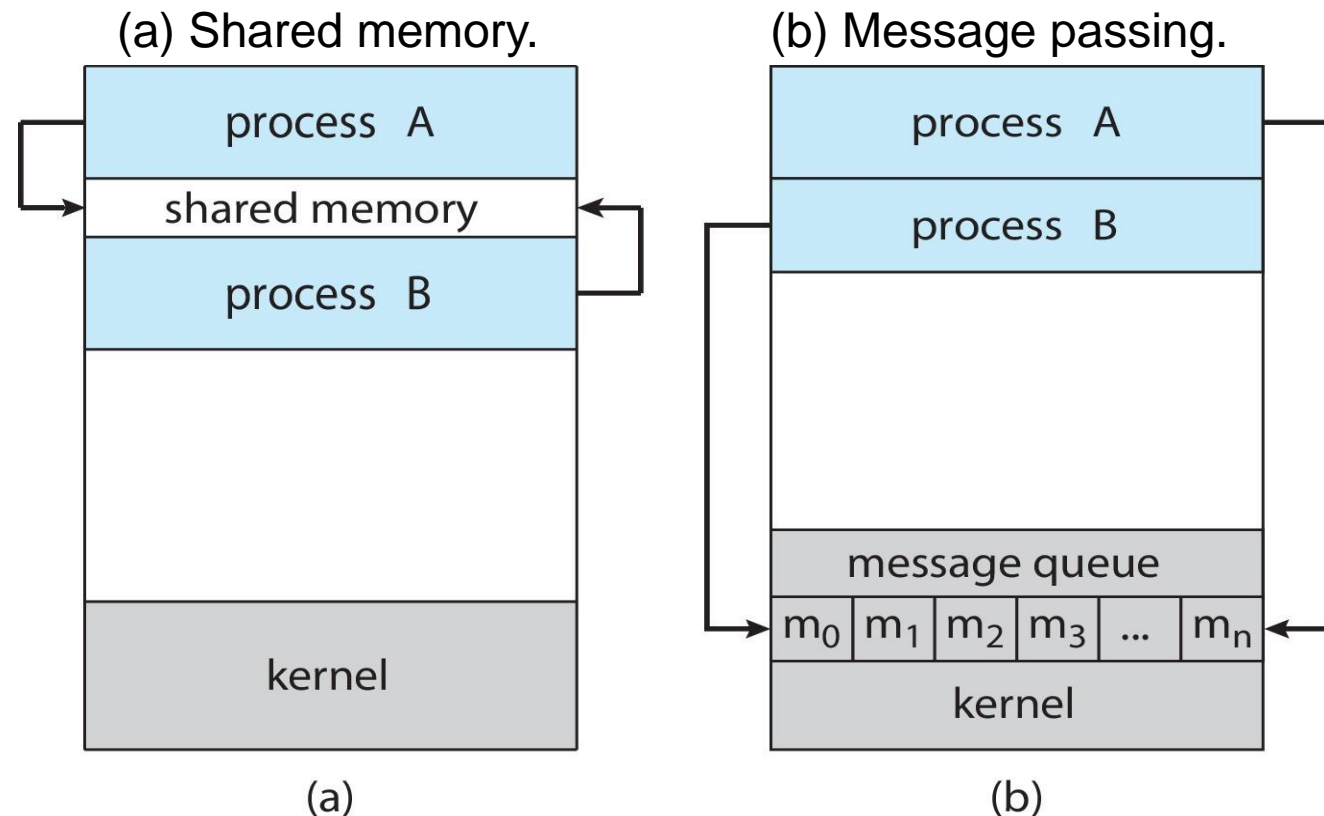 (a) Shared memory.
process A
shared memory
process B
kernel
(a)
(b) Message passing.
process A
process B
message queue
m0 m1 m2 m3 ... mn
kernel
(b)